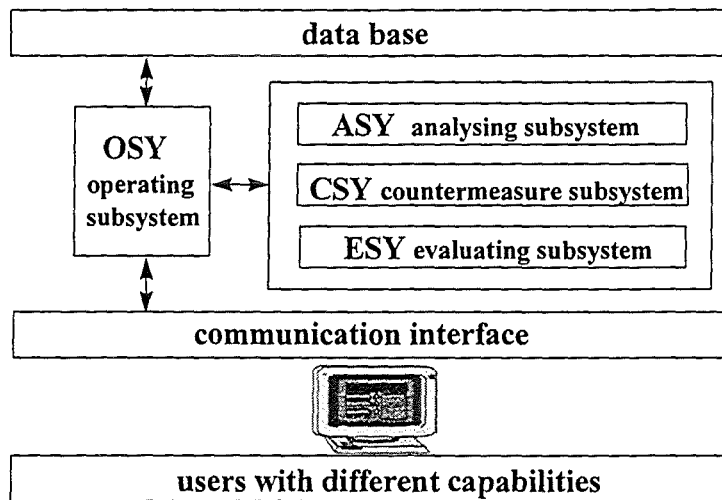 data base
OSY
operating
subsystem
ASY analysing subsystem
CSY countermeasure subsystem
ESY evaluating subsystem
communication interface
users with different capabilities